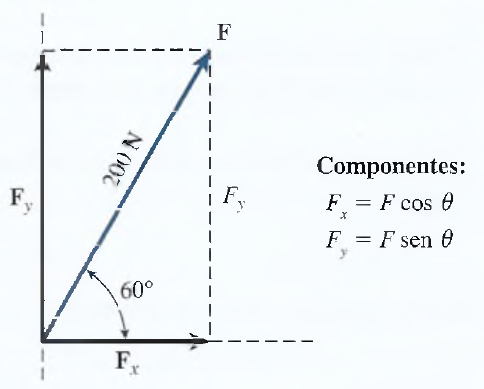 F
200 N
F_y
F_y
60°
F_x
Componentes:
F_x = F cos θ
F_y = F sen θ